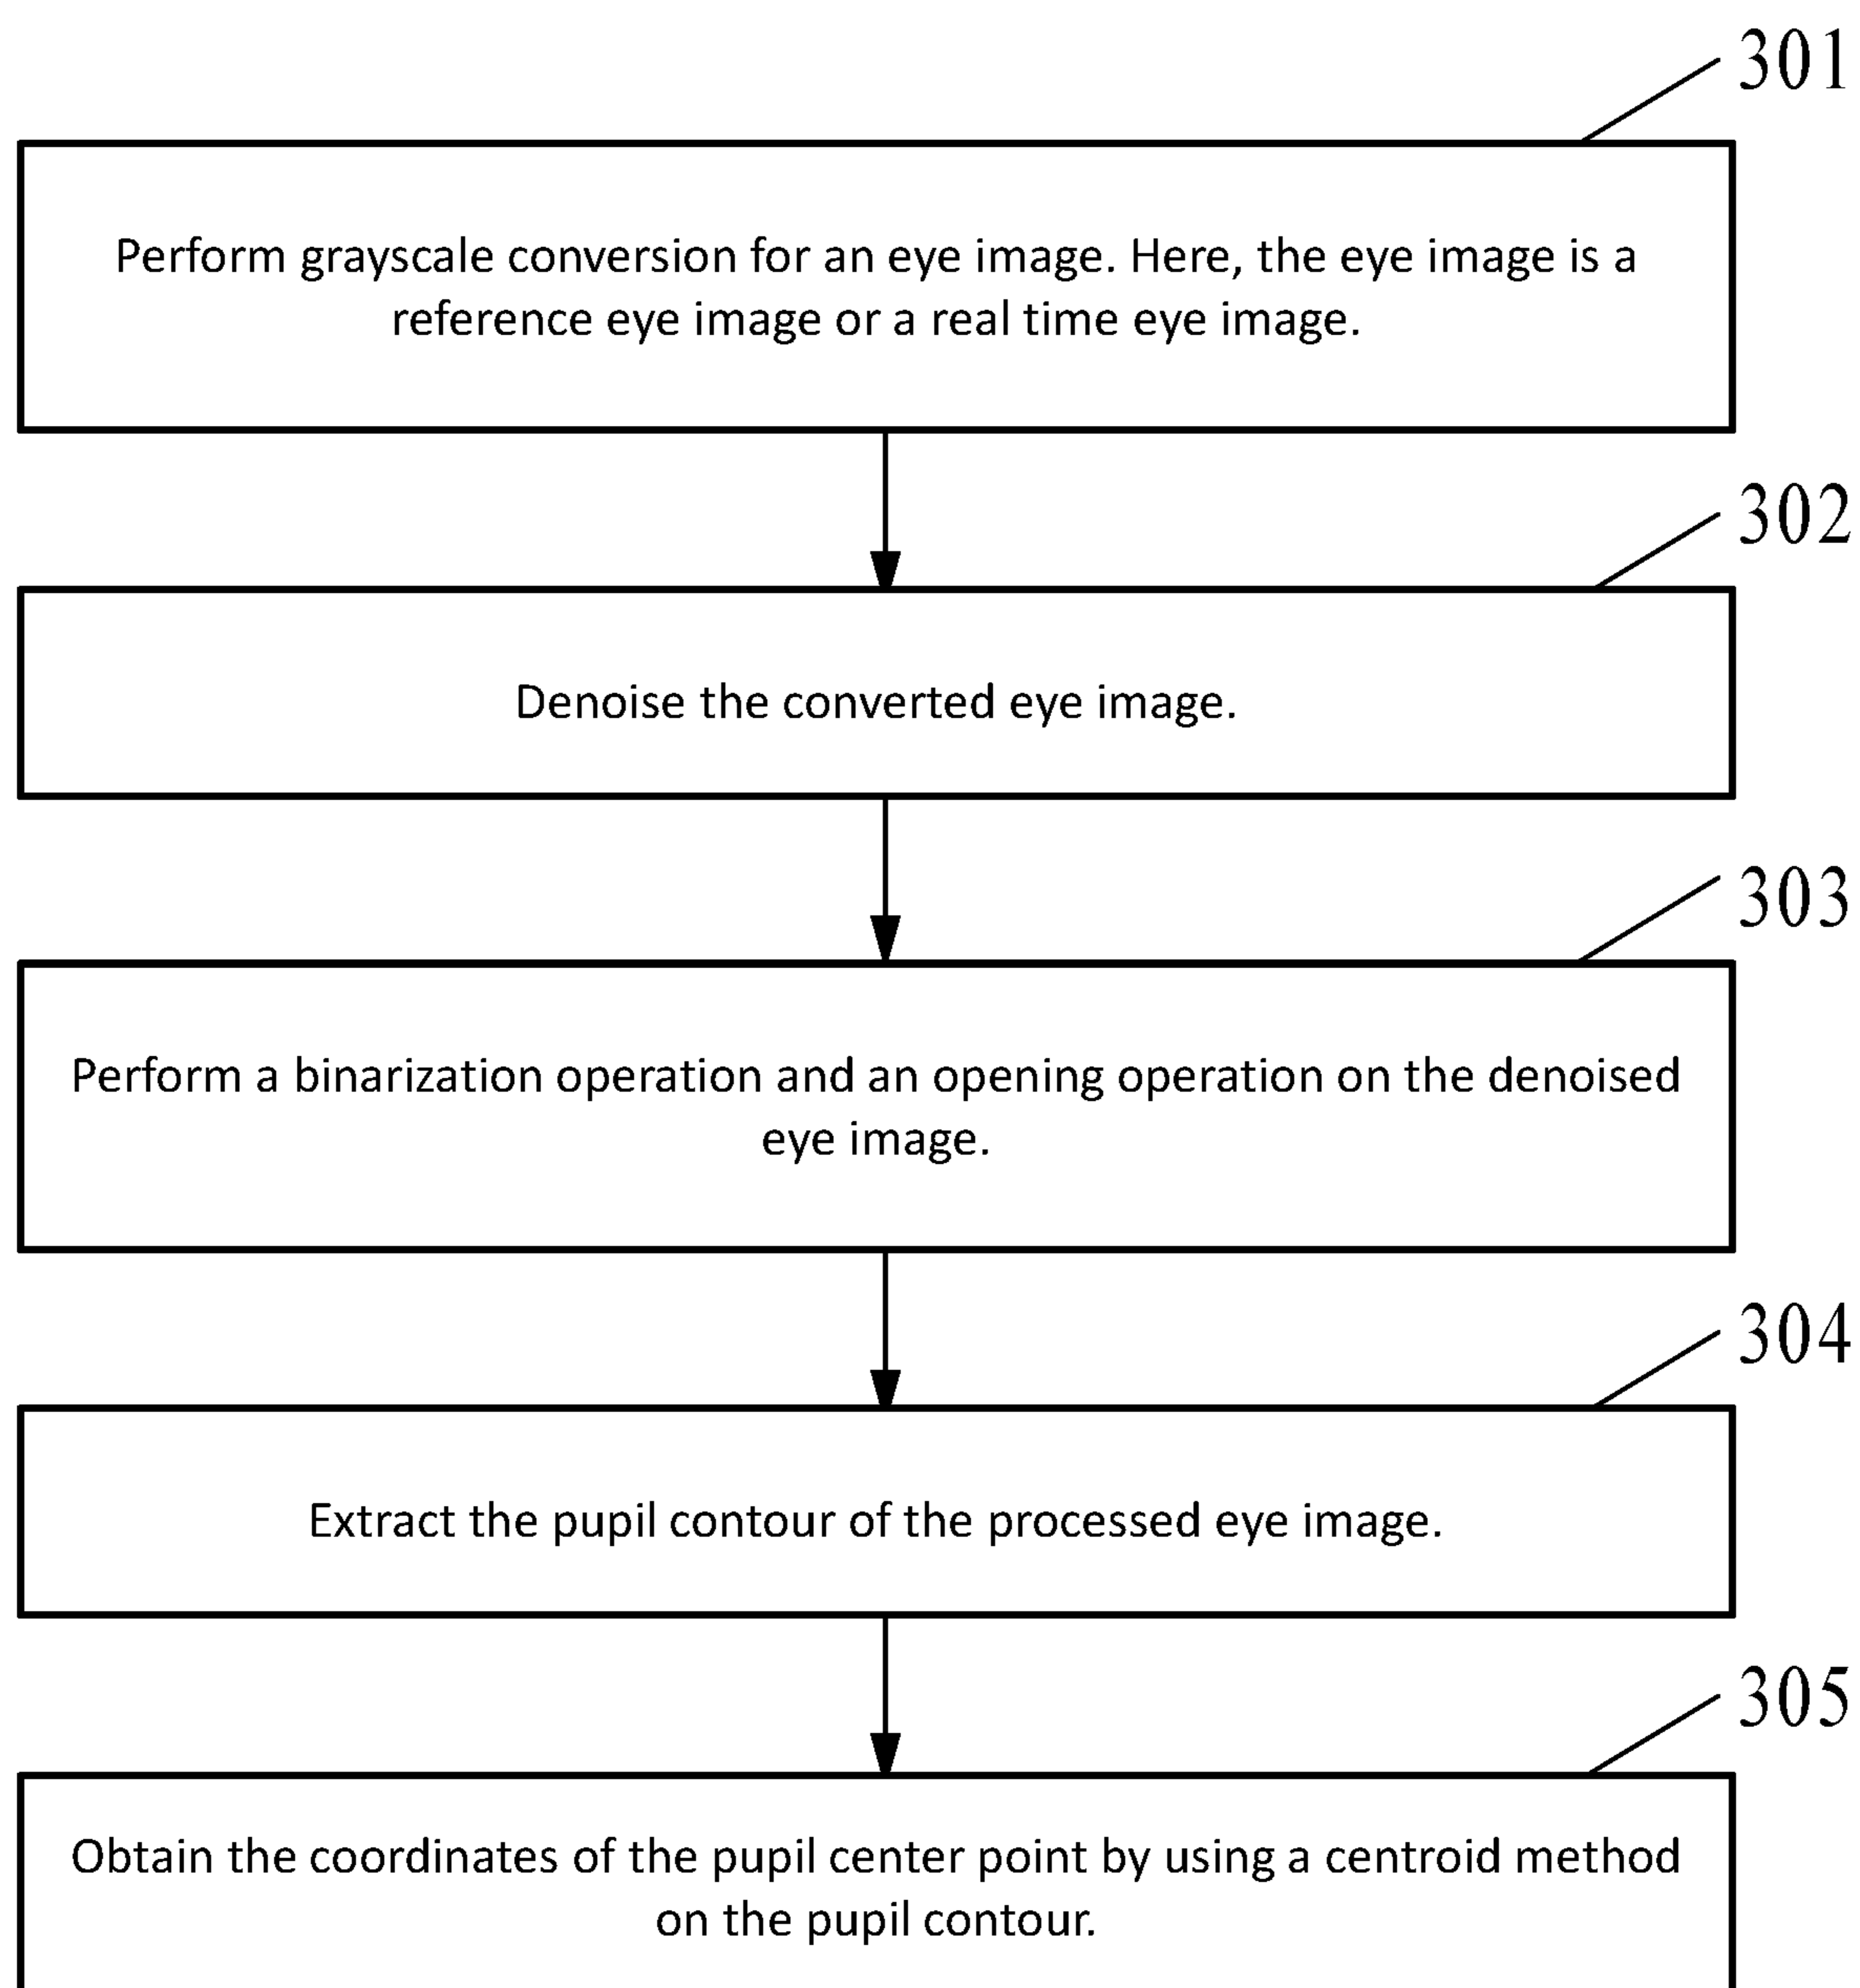 301
Perform grayscale conversion for an eye image. Here, the eye image is a
reference eye image or a real time eye image.
302
Denoise the converted eye image.
303
Perform a binarization operation and an opening operation on the denoised
eye image.
304
Extract the pupil contour of the processed eye image.
305
Obtain the coordinates of the pupil center point by using a centroid method
on the pupil contour.